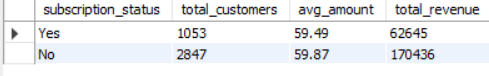 subscription_status total_customers avg_amount total_revenue
Yes 1053 59.49 62645
No 2847 59.87 170436